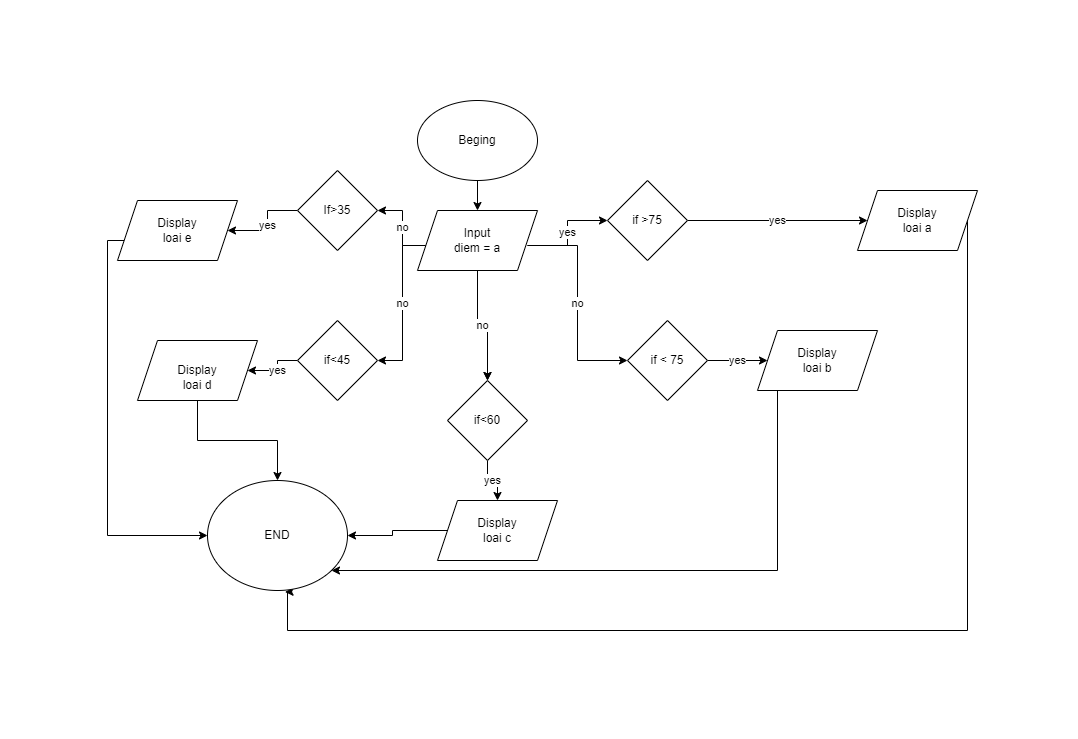 Beging
If>35
yes
no
Input
diem = a
yes
if >75
yes
Display
loai a
Display
loai e
no
no
no
if<45
yes
Display
loai d
if < 75
yes
Display
loai b
if<60
yes
Display
loai c
END